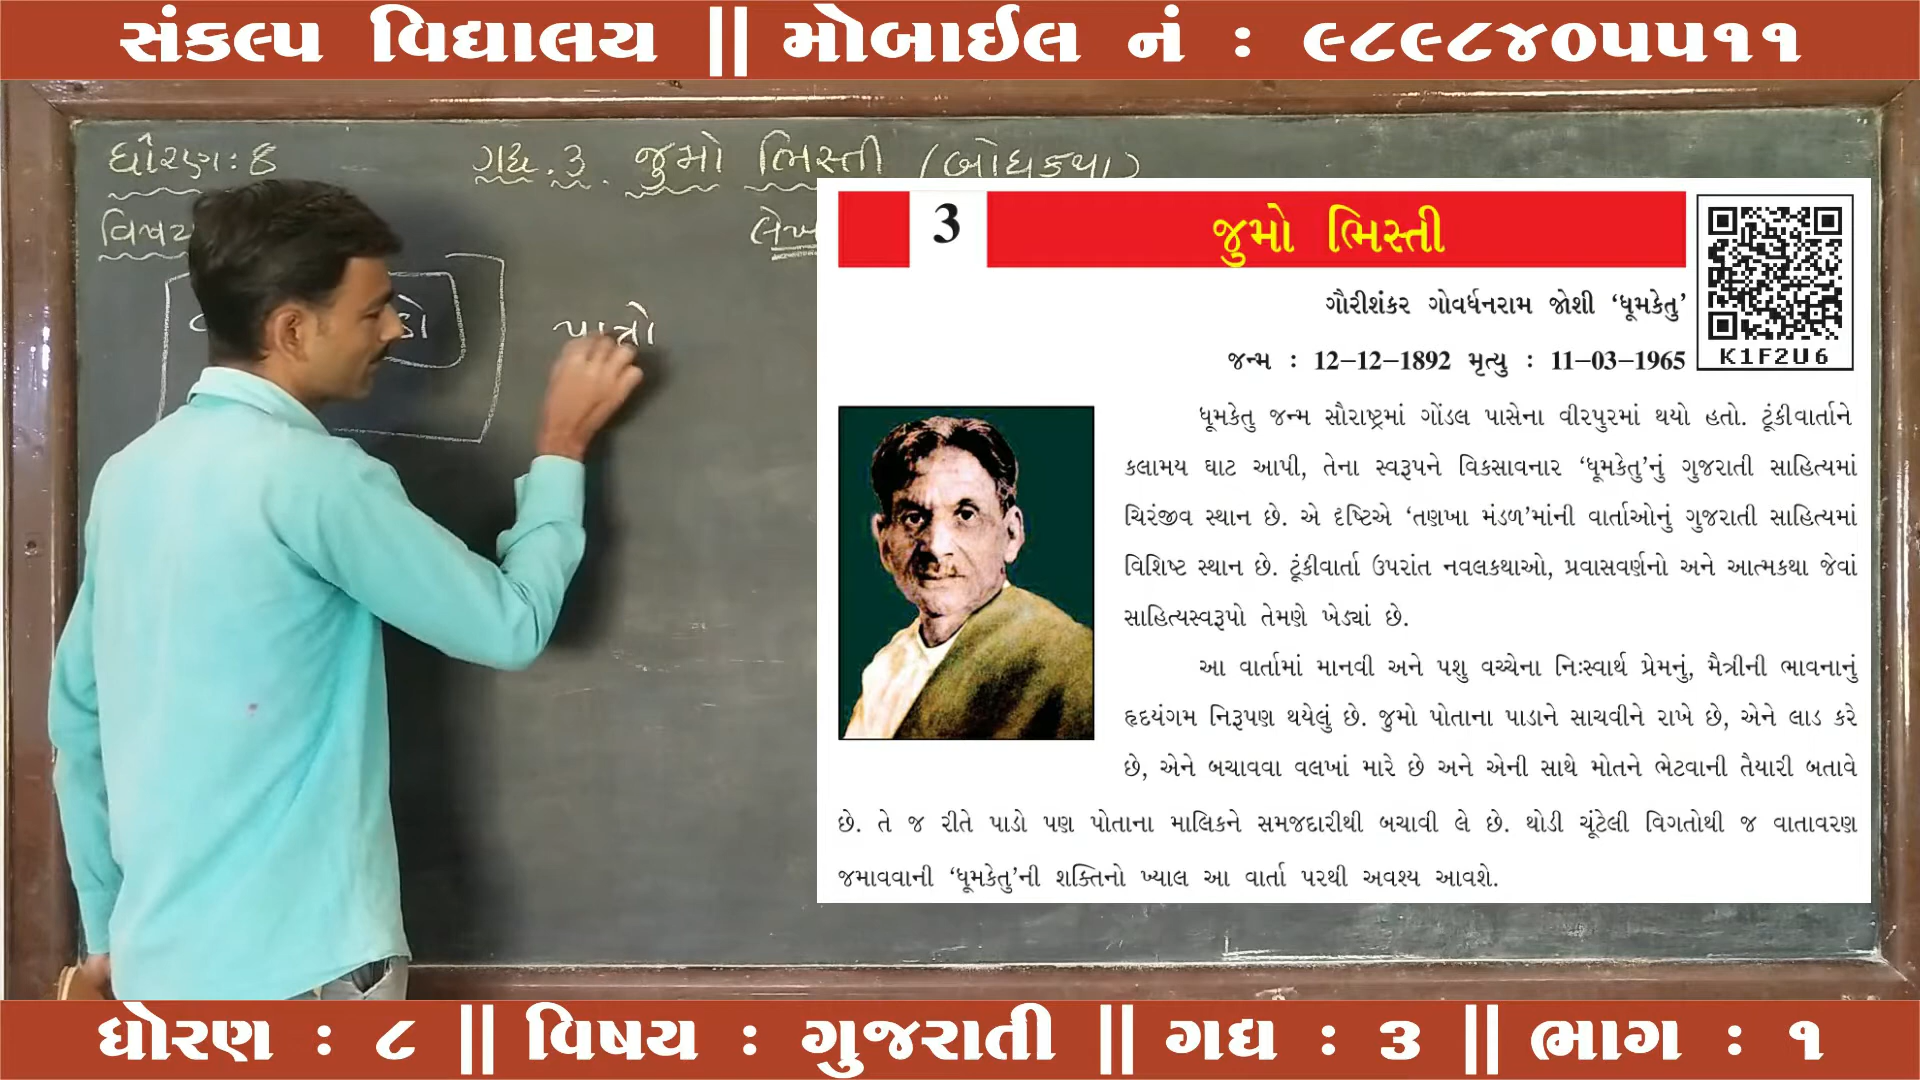 સંકલ્પ વિદ્યાલય || મોબાઈલ નં : ૯૮૯૮૪૦૫૫૧૧
ધોરણ : 8
ગદ્ય. ૩. જુમો ભિસ્તી (બોધકથા)
વિષય
લેખ
પાત્રો
3
જુમો ભિસ્તી
ગૌરીશંકર ગોવર્ધનરામ જોશી ‘ધૂમકેતુ’
જન્મ : 12–12–1892 મૃત્યુ : 11–03–1965
K1F2U6
ધૂમકેતુ જન્મ સૌરાષ્ટ્રમાં ગોંડલ પાસેના વીરપુરમાં થયો હતો. ટૂંકીવાર્તાને
કલામય ઘાટ આપી, તેના સ્વરૂપને વિકસાવનાર ‘ધૂમકેતુ’નું ગુજરાતી સાહિત્યમાં
ચિરંજીવ સ્થાન છે. એ દૃષ્ટિએ ‘તણખા મંડળ’માંની વાર્તાઓનું ગુજરાતી સાહિત્યમાં
વિશિષ્ટ સ્થાન છે. ટૂંકીવાર્તા ઉપરાંત નવલકથાઓ, પ્રવાસવર્ણનો અને આત્મકથા જેવાં
સાહિત્યસ્વરૂપો તેમણે ખેડ્યાં છે.
આ વાર્તામાં માનવી અને પશુ વચ્ચેના નિઃસ્વાર્થ પ્રેમનું, મૈત્રીની ભાવનાનું
હૃદયંગમ નિરૂપણ થયેલું છે. જુમો પોતાના પાડાને સાચવીને રાખે છે, એને લાડ કરે
છે, એને બચાવવા વલખાં મારે છે અને એની સાથે મોતને ભેટવાની તૈયારી બતાવે
છે. તે જ રીતે પાડો પણ પોતાના માલિકને સમજદારીથી બચાવી લે છે. થોડી ચૂંટેલી વિગતોથી જ વાતાવરણ
જમાવવાની ‘ધૂમકેતુ’ની શક્તિનો ખ્યાલ આ વાર્તા પરથી અવશ્ય આવશે.
ધોરણ : ૮ || વિષય : ગુજરાતી || ગદ્ય : ૩ || ભાગ : ૧